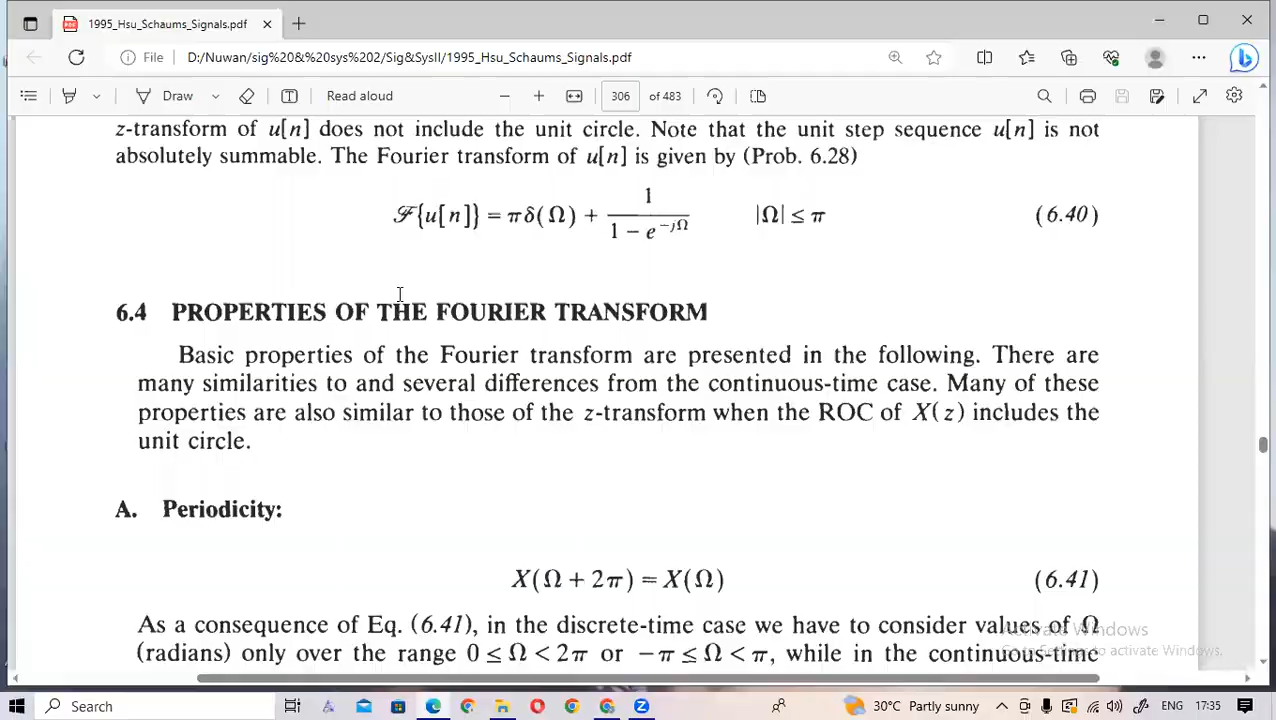 1995_Hsu_Schaums_Signals.pdf
File D:/Nuwan/sig%20&%20sys%202/Sig&SysII/1995_Hsu_Schaums_Signals.pdf
Draw Read aloud 306 of 483
z-transform of u[n] does not include the unit circle. Note that the unit step sequence u[n] is not
absolutely summable. The Fourier transform of u[n] is given by (Prob. 6.28)
ℱ{u[n]} = πδ(Ω) + 1 / (1 − e^{−jΩ}) |Ω| ≤ π (6.40)
6.4 PROPERTIES OF THE FOURIER TRANSFORM
Basic properties of the Fourier transform are presented in the following. There are
many similarities to and several differences from the continuous-time case. Many of these
properties are also similar to those of the z-transform when the ROC of X(z) includes the
unit circle.
A. Periodicity:
X(Ω + 2π) = X(Ω) (6.41)
As a consequence of Eq. (6.41), in the discrete-time case we have to consider values of Ω
(radians) only over the range 0 ≤ Ω < 2π or −π ≤ Ω < π, while in the continuous-time
Activate Windows
Go to Settings to activate Windows.
Search 30°C Partly sunny ENG 17:35